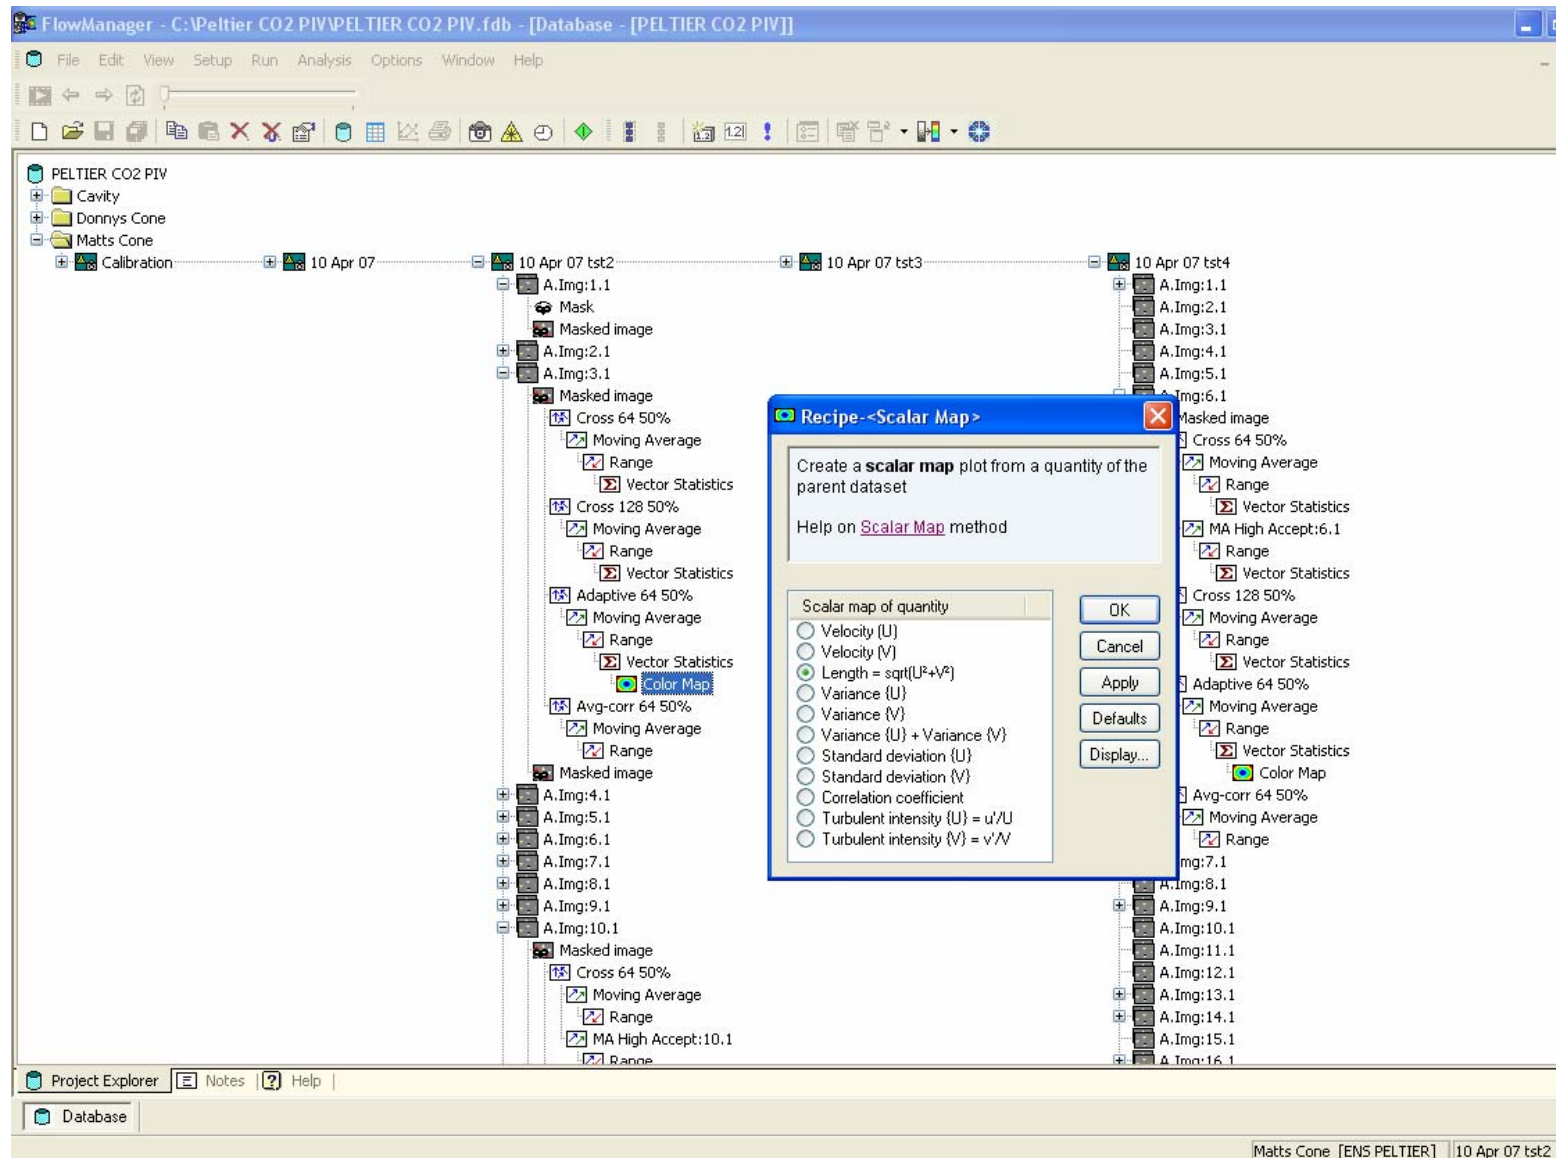 FlowManager - C:\Peltier CO2 PIV\PELTIER CO2 PIV.fdb - [Database - [PELTIER CO2 PIV]]
File Edit View Setup Run Analysis Options Window Help
PELTIER CO2 PIV
Cavity
Donnys Cone
Matts Cone
Calibration 10 Apr 07 10 Apr 07 tst2 10 Apr 07 tst3 10 Apr 07 tst4
A.Img:1.1
Mask
Masked image
A.Img:2.1
A.Img:3.1
Masked image
Cross 64 50%
Moving Average
Range
Vector Statistics
Cross 128 50%
Moving Average
Range
Vector Statistics
Adaptive 64 50%
Moving Average
Range
Vector Statistics
Color Map
Avg-corr 64 50%
Moving Average
Range
Masked image
A.Img:4.1
A.Img:5.1
A.Img:6.1
A.Img:7.1
A.Img:8.1
A.Img:9.1
A.Img:10.1
Masked image
Cross 64 50%
Moving Average
Range
MA High Accept:10.1
Range
Recipe-<Scalar Map>
Create a scalar map plot from a quantity of the
parent dataset
Help on Scalar Map method
Scalar map of quantity
Velocity (U)
Velocity (V)
Length = sqrt(U²+V²)
Variance {U}
Variance {V}
Variance {U} + Variance {V}
Standard deviation {U}
Standard deviation {V}
Correlation coefficient
Turbulent intensity {U} = u'/U
Turbulent intensity {V} = v'/V
OK
Cancel
Apply
Defaults
Display...
A.Img:1.1
A.Img:2.1
A.Img:3.1
A.Img:4.1
A.Img:5.1
Img:6.1
Masked image
Cross 64 50%
Moving Average
Range
Vector Statistics
MA High Accept:6.1
Range
Vector Statistics
Cross 128 50%
Moving Average
Range
Vector Statistics
Adaptive 64 50%
Moving Average
Range
Vector Statistics
Color Map
Avg-corr 64 50%
Moving Average
Range
mg:7.1
A.Img:8.1
A.Img:9.1
A.Img:10.1
A.Img:11.1
A.Img:12.1
A.Img:13.1
A.Img:14.1
A.Img:15.1
A.Img:16.1
Project Explorer Notes Help
Database
Matts Cone [ENS PELTIER] 10 Apr 07 tst2